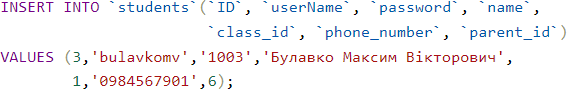 INSERT INTO `students`(`ID`, `userName`, `password`, `name`,
`class_id`, `phone_number`, `parent_id`)
VALUES (3,'bulavkomv','1003','Булавко Максим Вікторович',
1,'0984567901',6);